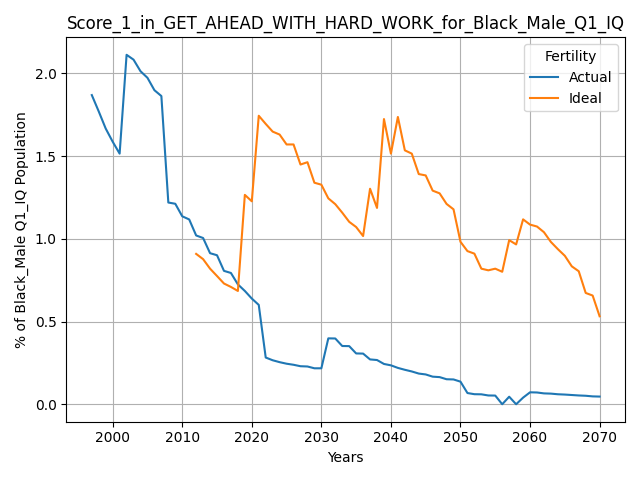 Score_1_in_GET_AHEAD_WITH_HARD_WORK_for_Black_Male_Q1_IQ
Fertility
Actual
Ideal
% of Black_Male Q1_IQ Population
2.0
1.5
1.0
0.5
0.0
2000 2010 2020 2030 2040 2050 2060 2070
Years